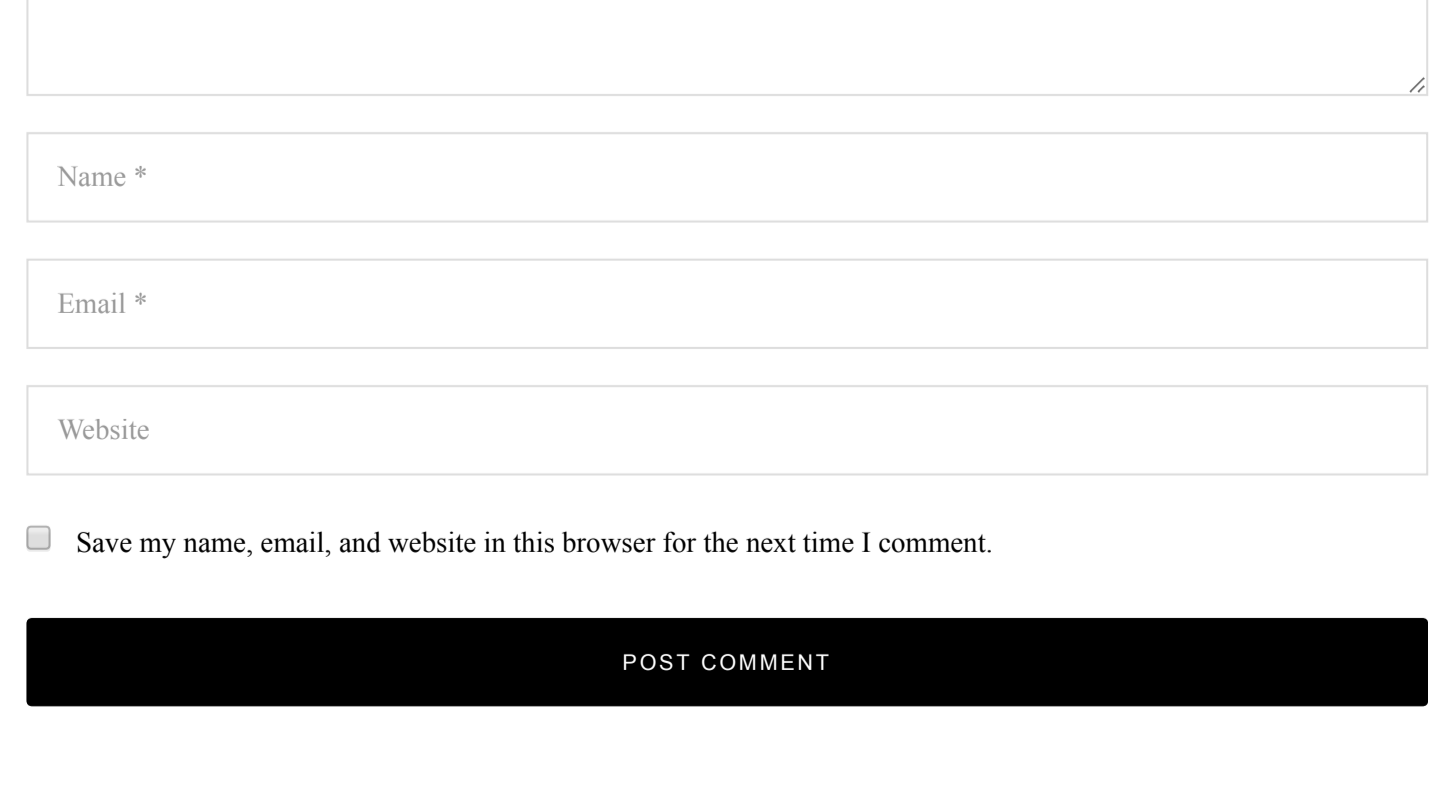 Name *
Email *
Website
Save my name, email, and website in this browser for the next time I comment.
POST COMMENT